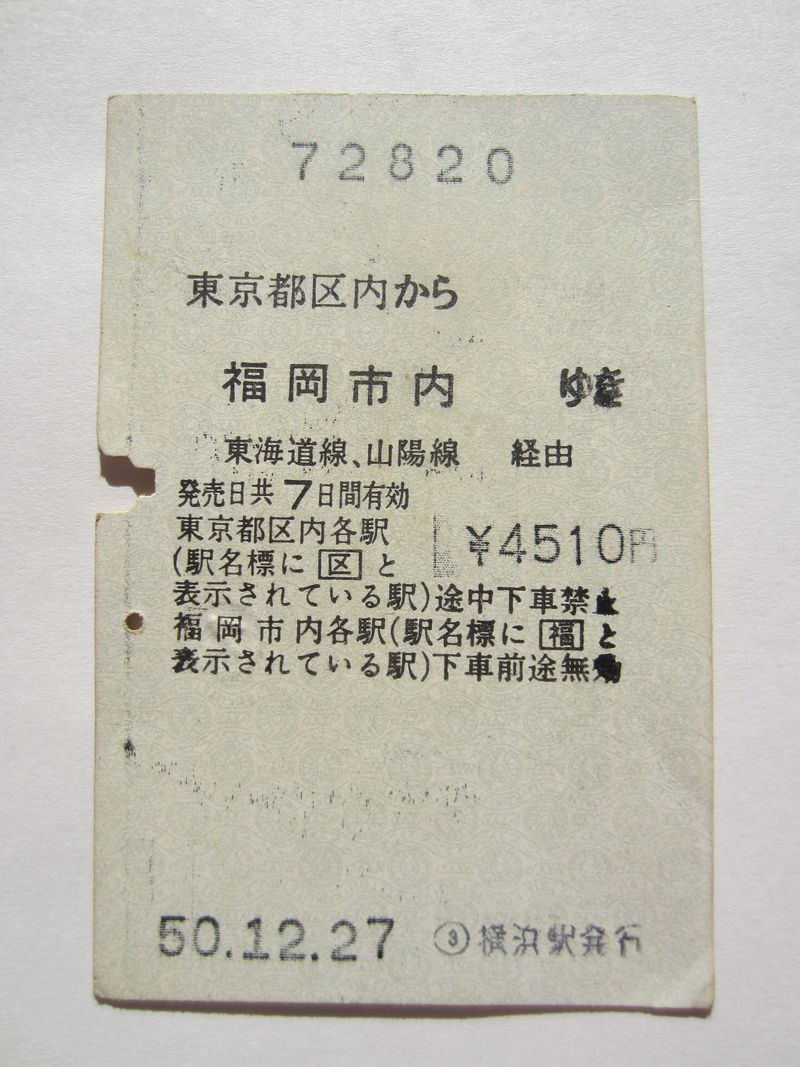 72820
東京都区内から
福岡市内 ゆき
東海道線、山陽線 経由
発売日共7日間有効
東京都区内各駅 ¥4510円
(駅名標に 区 と
表示されている駅)途中下車禁止
福岡市内各駅(駅名標に 福 と
表示されている駅)下車前途無効
50.12.27 ③横浜駅発行